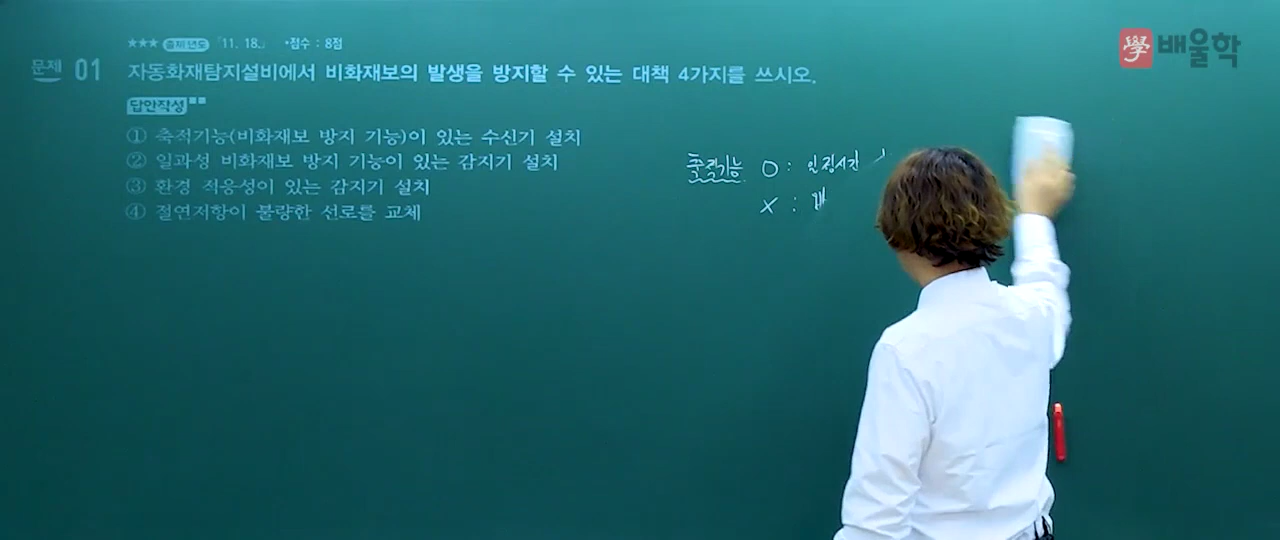 ★★★ 출제년도 「11. 18.」 •점수 : 8점
學 배울학
문제 01 자동화재탐지설비에서 비화재보의 발생을 방지할 수 있는 대책 4가지를 쓰시오.
답안작성
① 축적기능(비화재보 방지 기능)이 있는 수신기 설치
② 일과성 비화재보 방지 기능이 있는 감지기 설치
③ 환경 적응성이 있는 감지기 설치
④ 절연저항이 불량한 선로를 교체
축적기능 O : 일정시간
X :